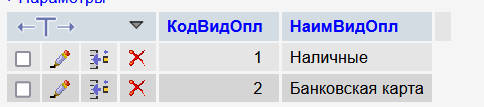 Параметры
КодВидОпл НаимВидОпл
1 Наличные
2 Банковская карта